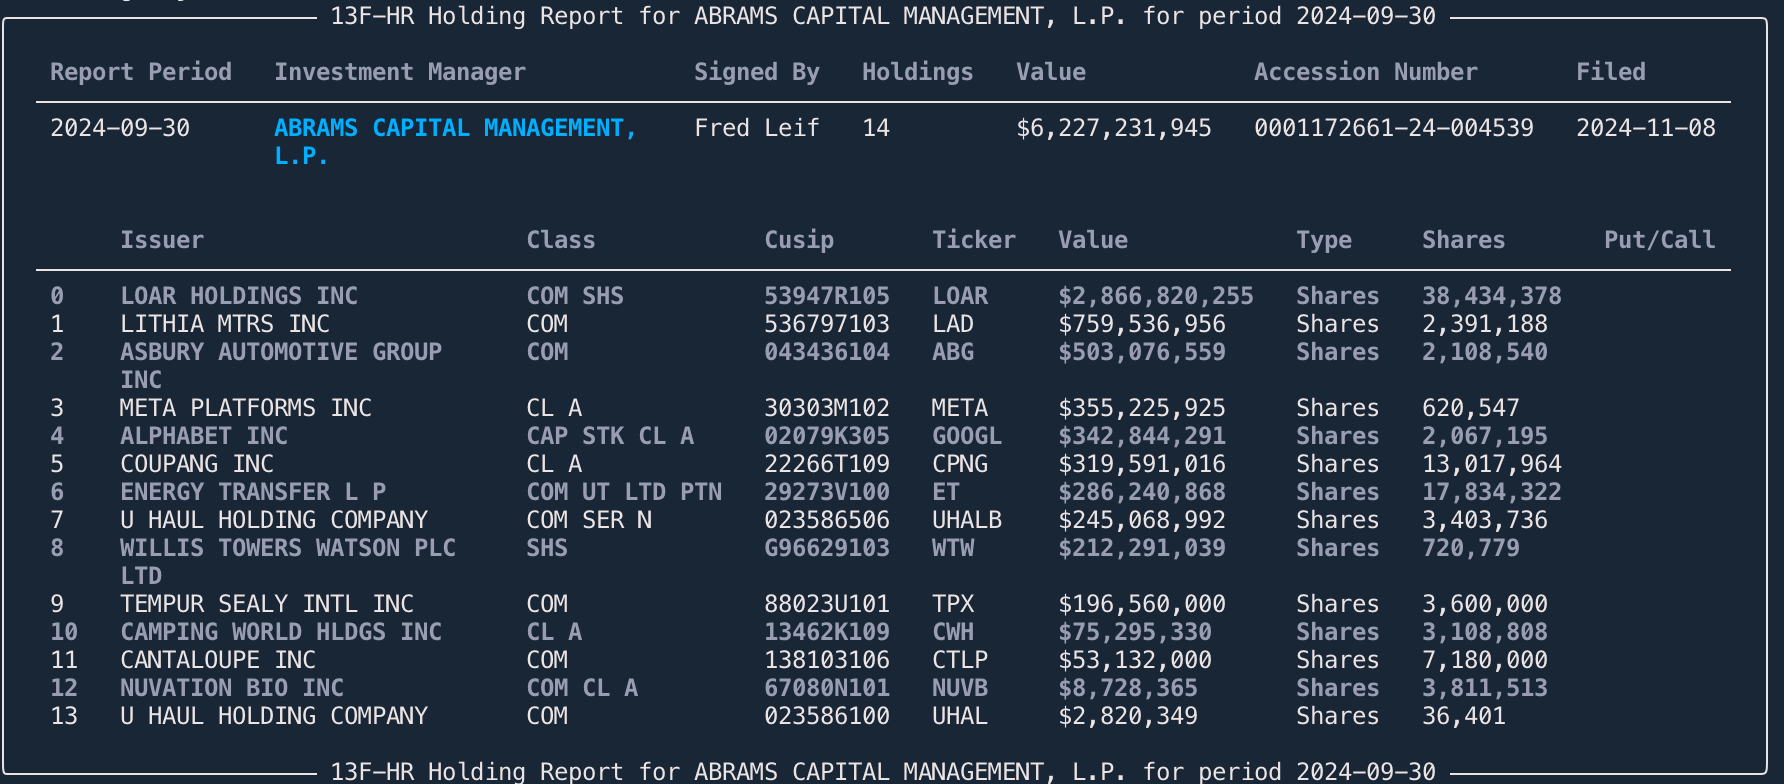 13F-HR Holding Report for ABRAMS CAPITAL MANAGEMENT, L.P. for period 2024-09-30
Report Period Investment Manager Signed By Holdings Value Accession Number Filed
2024-09-30 ABRAMS CAPITAL MANAGEMENT, Fred Leif 14 $6,227,231,945 0001172661-24-004539 2024-11-08
L.P.
Issuer Class Cusip Ticker Value Type Shares Put/Call
0 LOAR HOLDINGS INC COM SHS 53947R105 LOAR $2,866,820,255 Shares 38,434,378
1 LITHIA MTRS INC COM 536797103 LAD $759,536,956 Shares 2,391,188
2 ASBURY AUTOMOTIVE GROUP COM 043436104 ABG $503,076,559 Shares 2,108,540
INC
3 META PLATFORMS INC CL A 30303M102 META $355,225,925 Shares 620,547
4 ALPHABET INC CAP STK CL A 02079K305 GOOGL $342,844,291 Shares 2,067,195
5 COUPANG INC CL A 22266T109 CPNG $319,591,016 Shares 13,017,964
6 ENERGY TRANSFER L P COM UT LTD PTN 29273V100 ET $286,240,868 Shares 17,834,322
7 U HAUL HOLDING COMPANY COM SER N 023586506 UHALB $245,068,992 Shares 3,403,736
8 WILLIS TOWERS WATSON PLC SHS G96629103 WTW $212,291,039 Shares 720,779
LTD
9 TEMPUR SEALY INTL INC COM 88023U101 TPX $196,560,000 Shares 3,600,000
10 CAMPING WORLD HLDGS INC CL A 13462K109 CWH $75,295,330 Shares 3,108,808
11 CANTALOUPE INC COM 138103106 CTLP $53,132,000 Shares 7,180,000
12 NUVATION BIO INC COM CL A 67080N101 NUVB $8,728,365 Shares 3,811,513
13 U HAUL HOLDING COMPANY COM 023586100 UHAL $2,820,349 Shares 36,401
13F-HR Holding Report for ABRAMS CAPITAL MANAGEMENT, L.P. for period 2024-09-30